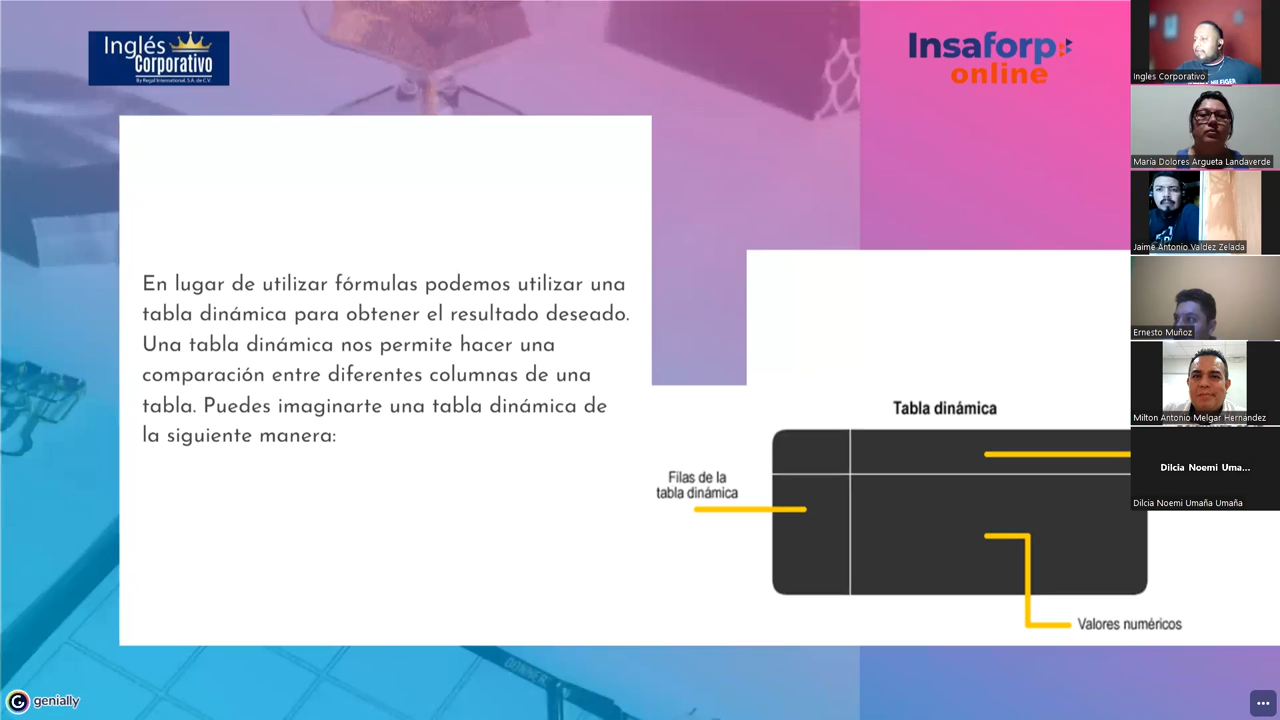 Inglés
Corporativo
By Regal International, S.A. de C.V.
Insaforp
online
En lugar de utilizar fórmulas podemos utilizar una
tabla dinámica para obtener el resultado deseado.
Una tabla dinámica nos permite hacer una
comparación entre diferentes columnas de una
tabla. Puedes imaginarte una tabla dinámica de
la siguiente manera:
Tabla dinámica
Filas de la
tabla dinámica
Valores numéricos
Ingles Corporativo
María Dolores Argueta Landaverde
Jaime Antonio Valdez Zelada
Ernesto Muñoz
Milton Antonio Melgar Hernández
Dilcia Noemi Uma...
Dilcia Noemi Umaña Umaña
genially